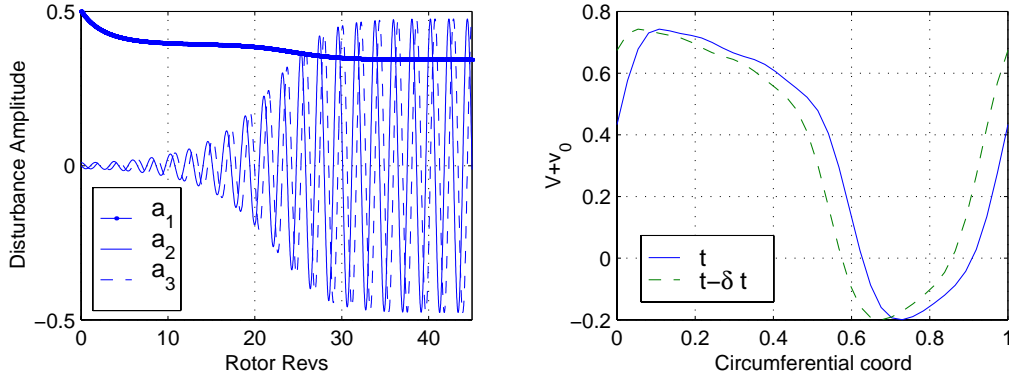 Disturbance Amplitude
0.5
0
−0.5
a1
a2
a3
0 10 20 30 40
Rotor Revs
V+v0
0.8
0.6
0.4
0.2
0
−0.2
t
t−δ t
0 0.2 0.4 0.6 0.8 1
Circumferential coord